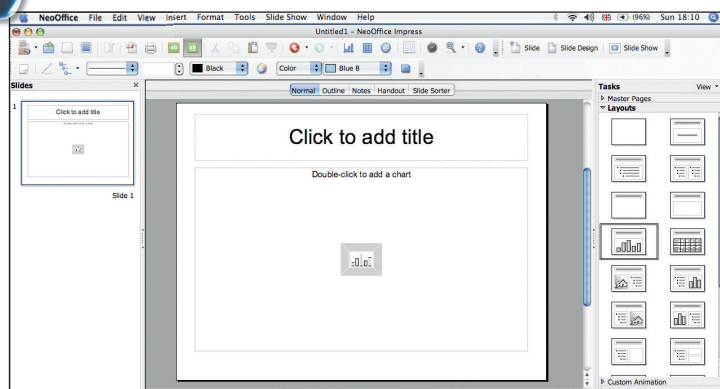 NeoOffice File Edit View Insert Format Tools Slide Show Window Help (96%) Sun 18:10
Untitled1 – NeoOffice Impress
Slide Slide Design Slide Show
Black Color Blue 8
Slides
Normal Outline Notes Handout Slide Sorter
Tasks View
Master Pages
Layouts
1
Click to add title
Slide 1
Click to add title
Double-click to add a chart
Custom Animation